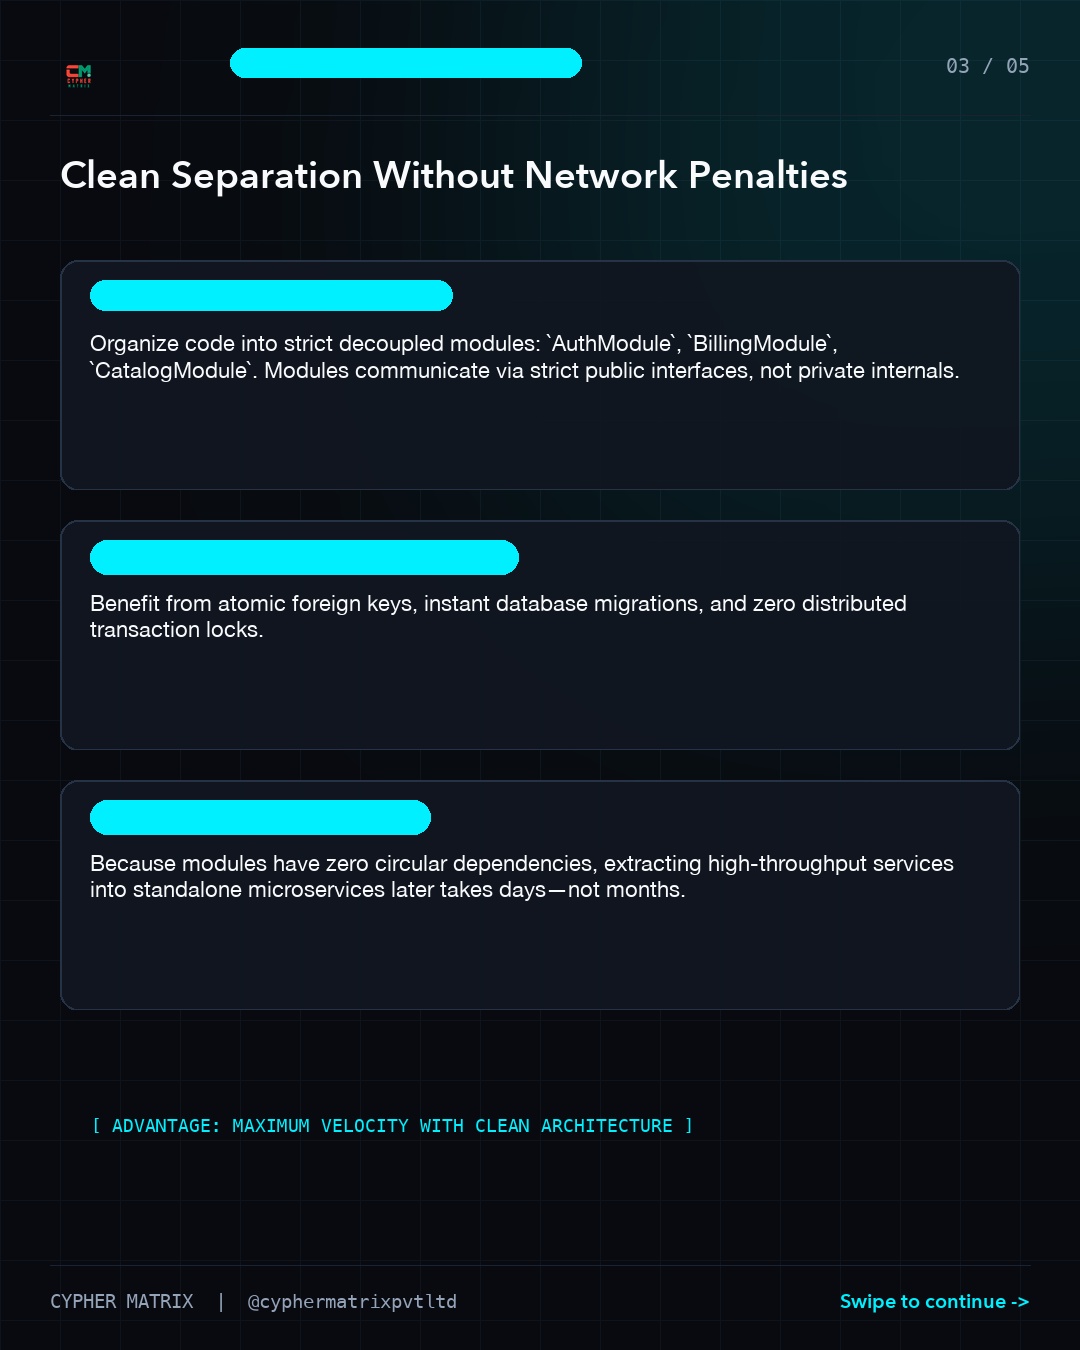 CM
CYPHER
MATRIX
03 / 05
Clean Separation Without Network Penalties
Organize code into strict decoupled modules: `AuthModule`, `BillingModule`,
`CatalogModule`. Modules communicate via strict public interfaces, not private internals.
Benefit from atomic foreign keys, instant database migrations, and zero distributed
transaction locks.
Because modules have zero circular dependencies, extracting high-throughput services
into standalone microservices later takes days—not months.
[ ADVANTAGE: MAXIMUM VELOCITY WITH CLEAN ARCHITECTURE ]
CYPHER MATRIX | @cyphermatrixpvtltd
Swipe to continue ->